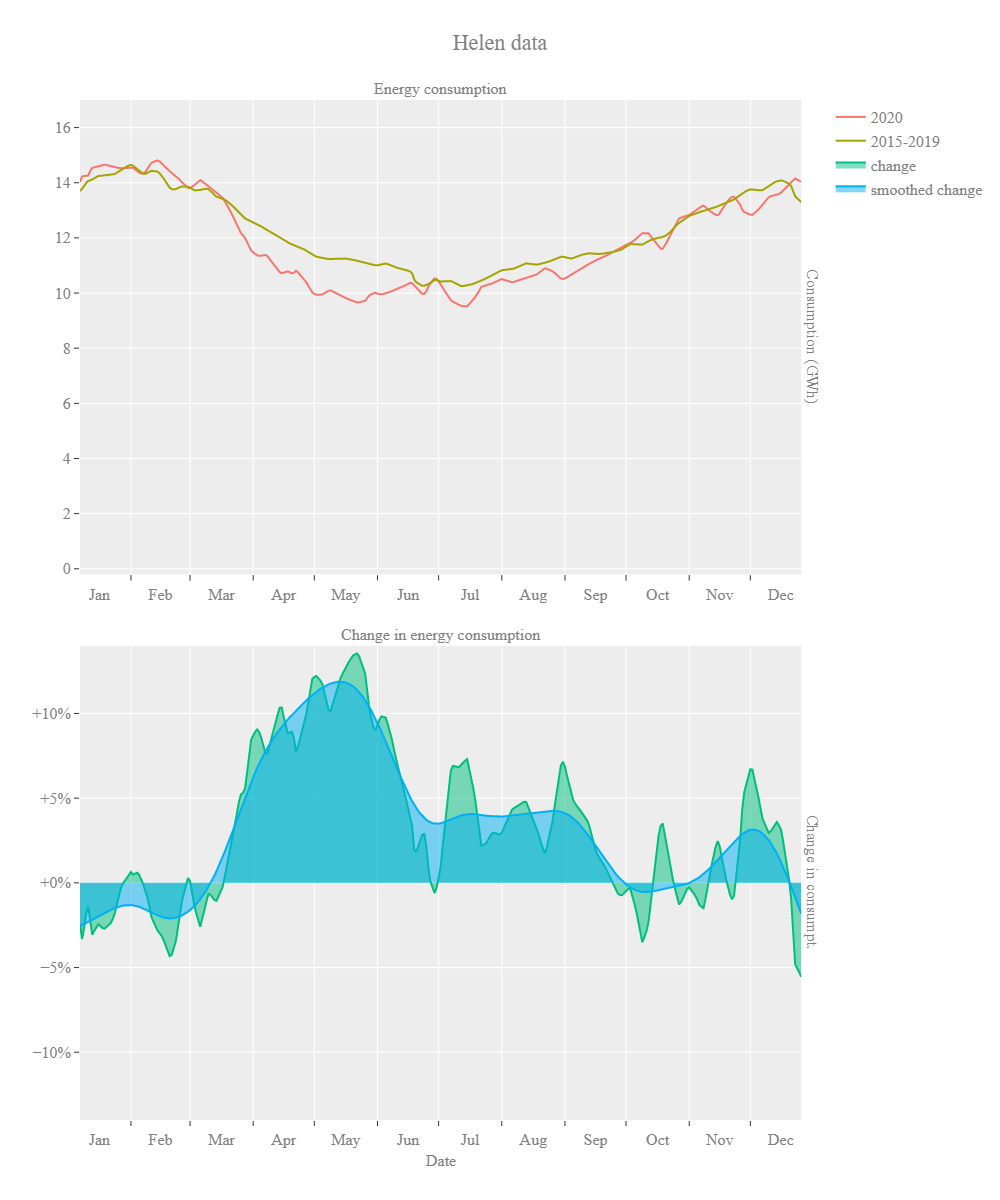 Helen data
Energy consumption
2020
2015-2019
change
smoothed change
16
14
12
10
8
6
4
2
0
Consumption (GWh)
Jan Feb Mar Apr May Jun Jul Aug Sep Oct Nov Dec
Change in energy consumption
+10%
+5%
+0%
−5%
−10%
Change in consumpt.
Jan Feb Mar Apr May Jun Jul Aug Sep Oct Nov Dec
Date